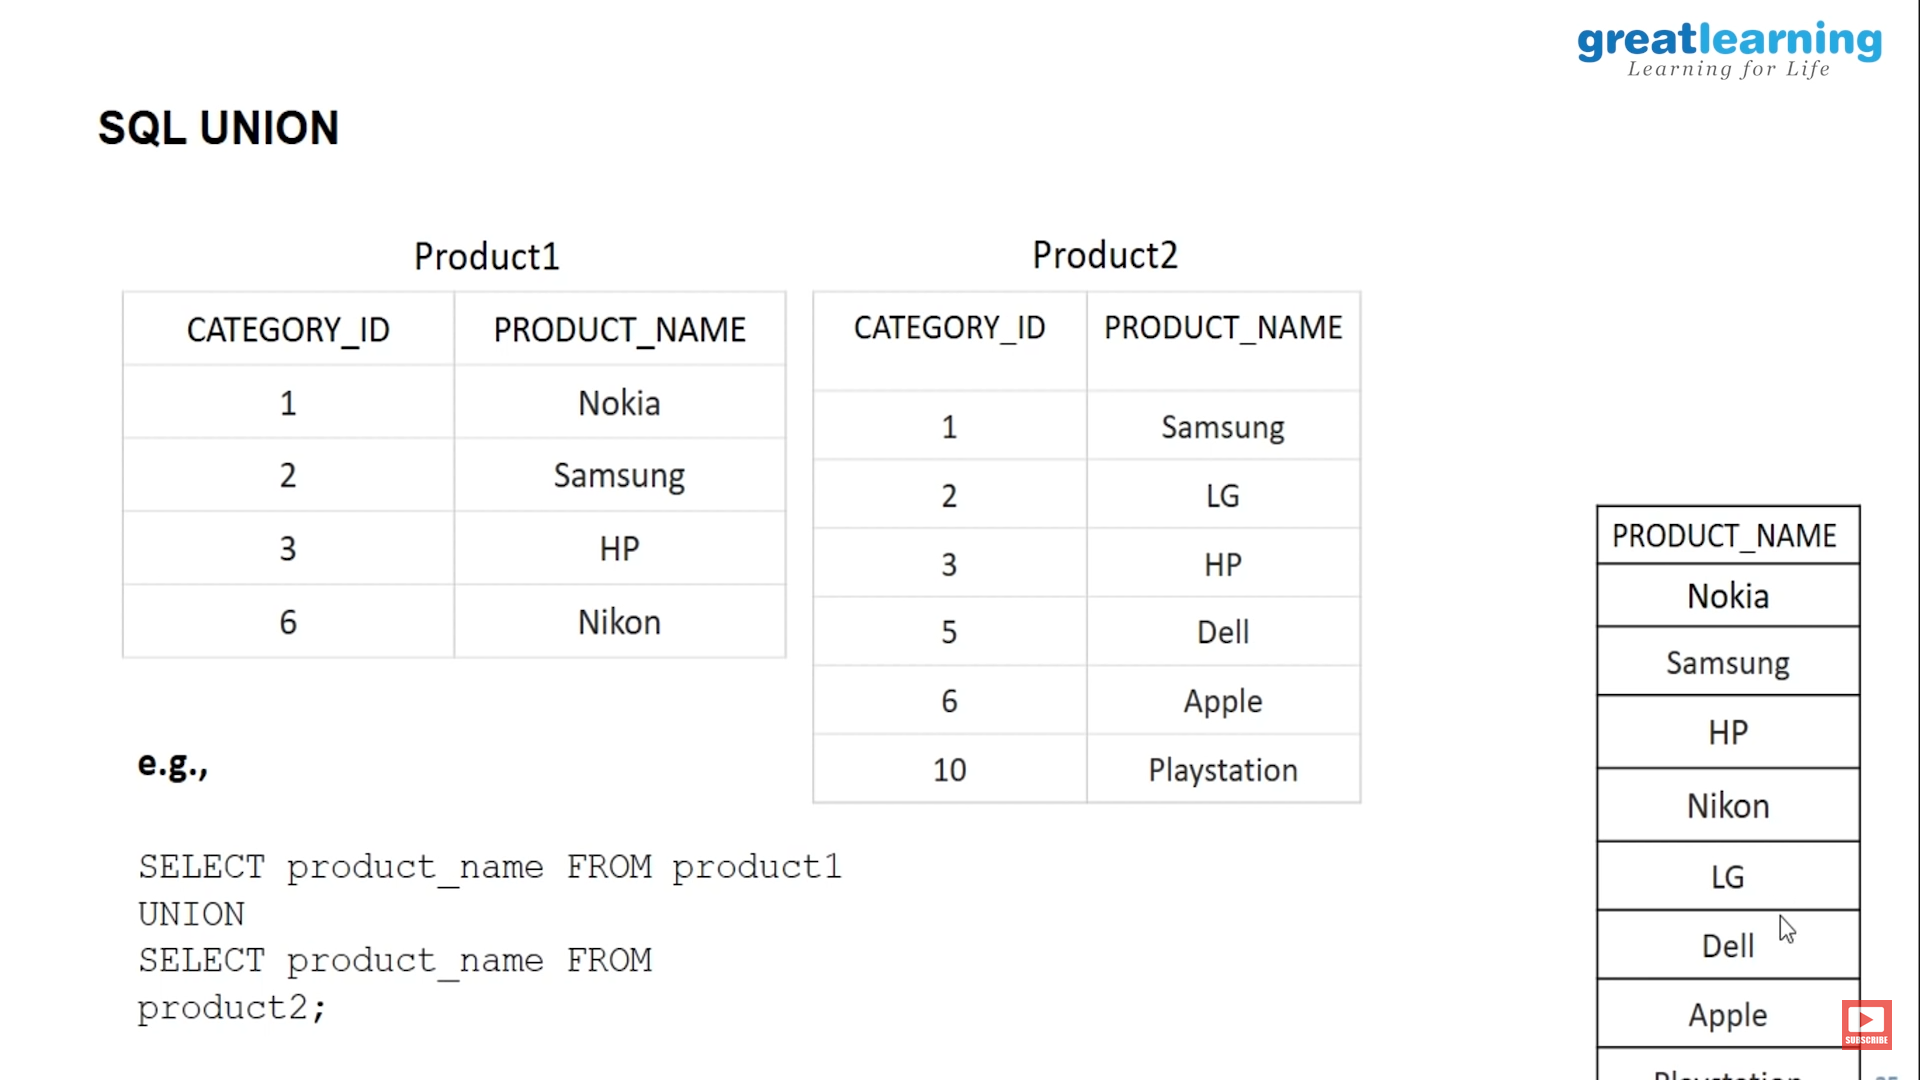 greatlearning
Learning for Life
SQL UNION
Product1
CATEGORY_ID PRODUCT_NAME
1 Nokia
2 Samsung
3 HP
6 Nikon
Product2
CATEGORY_ID PRODUCT_NAME
1 Samsung
2 LG
3 HP
5 Dell
6 Apple
10 Playstation
e.g.,
SELECT product_name FROM product1
UNION
SELECT product_name FROM
product2;
PRODUCT_NAME
Nokia
Samsung
HP
Nikon
LG
Dell
Apple
Playstation
SUBSCRIBE